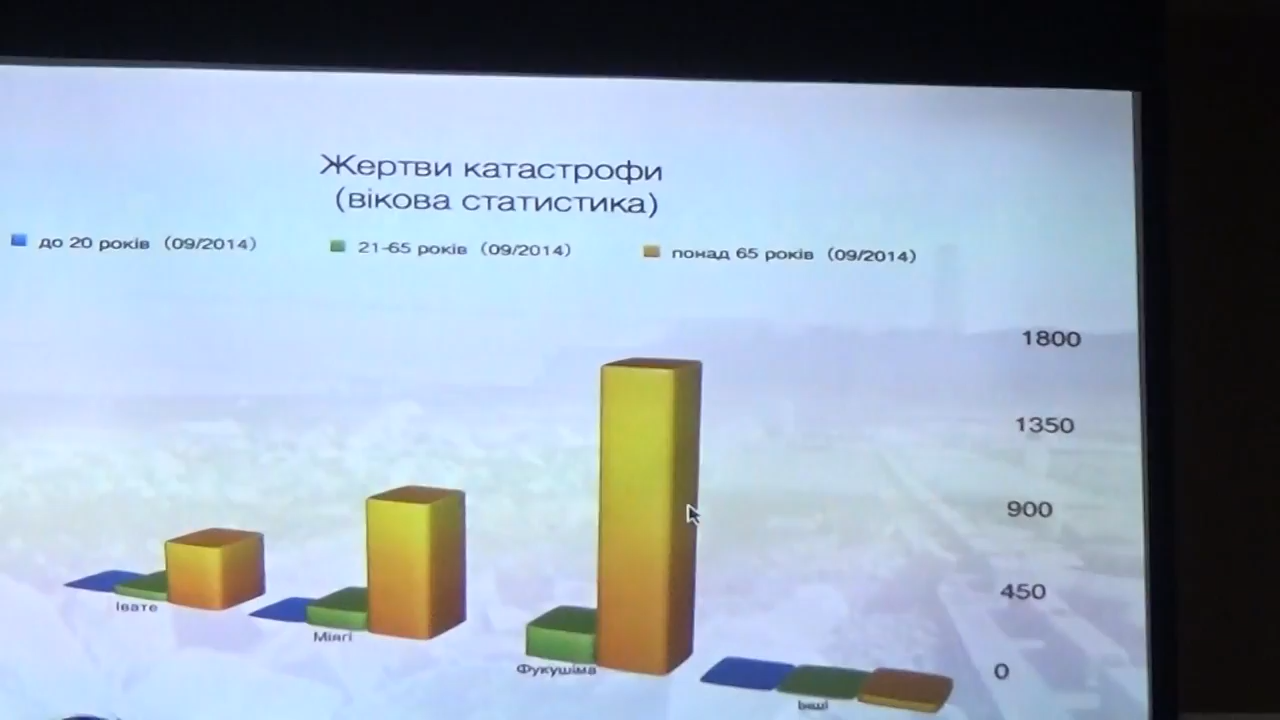 Жертви катастрофи
(вікова статистика)
до 20 років (09/2014)
21-65 років (09/2014)
понад 65 років (09/2014)
1800
1350
900
450
0
Івате
Міягі
Фукушіма
Інші